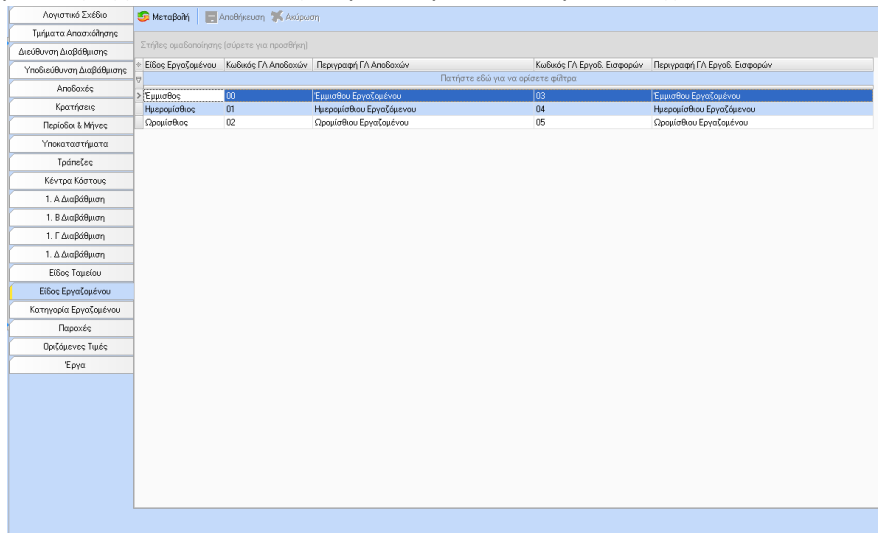 Λογιστικό Σχέδιο
Τμήματα Απασχόλησης
Διεύθυνση Διαβάθμισης
Υποδιεύθυνση Διαβάθμισης
Αποδοχές
Κρατήσεις
Περίοδοι & Μήνες
Υποκαταστήματα
Τράπεζες
Κέντρα Κόστους
1. Α Διαβάθμιση
1. Β Διαβάθμιση
1. Γ Διαβάθμιση
1. Δ Διαβάθμιση
Είδος Ταμείου
Είδος Εργαζομένου
Κατηγορία Εργαζομένου
Παροχές
Οριζόμενες Τιμές
Έργα
Μεταβολή Αποθήκευση Ακύρωση
Στήλες ομαδοποίησης (σύρετε για προσθήκη)
Είδος Εργαζομένου Κωδικός ΓΛ Αποδοχών Περιγραφή ΓΛ Αποδοχών Κωδικός ΓΛ Εργοδ. Εισφορών Περιγραφή ΓΛ Εργοδ. Εισφορών
Πατήστε εδώ για να ορίσετε φίλτρα
Έμμισθος 00 Έμμισθου Εργαζομένου 03 Έμμισθου Εργαζομένου
Ημερομίσθιος 01 Ημερομίσθιου Εργαζόμενου 04 Ημερομίσθιου Εργαζόμενου
Ωρομίσθιος 02 Ωρομίσθιου Εργαζομένου 05 Ωρομίσθιου Εργαζομένου